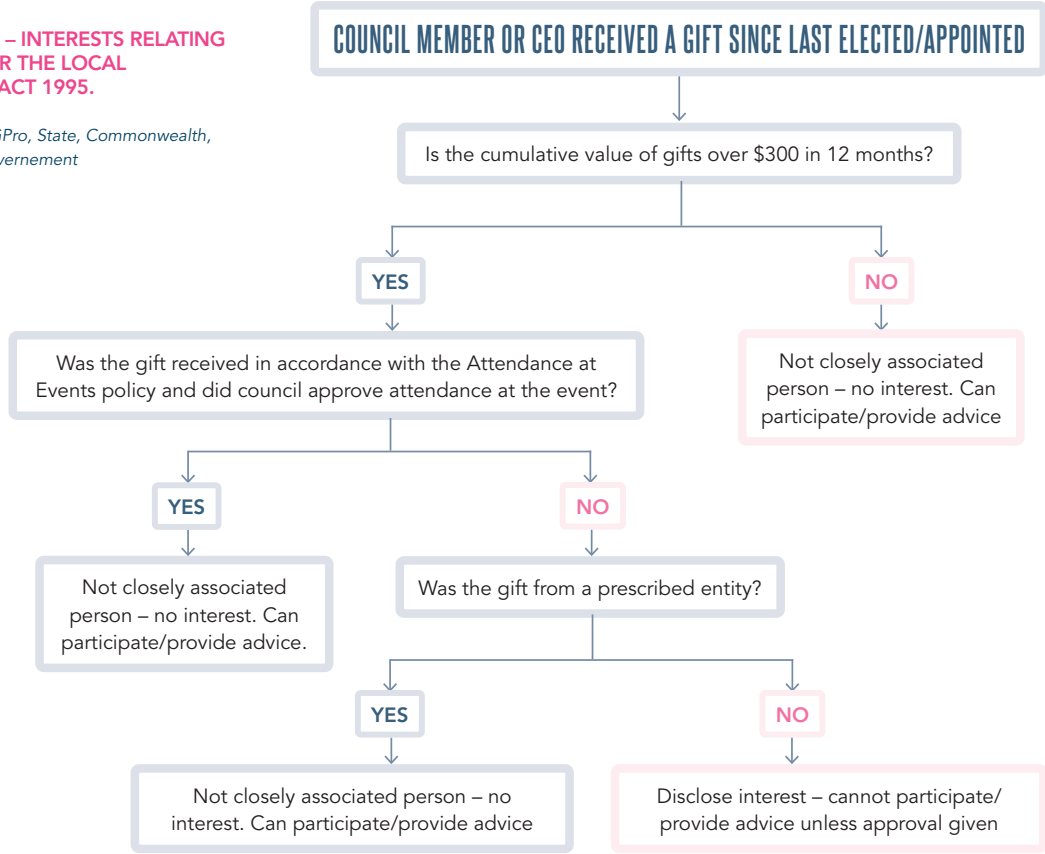 – INTERESTS RELATING
R THE LOCAL
ACT 1995.
GPro, State, Commonwealth,
vernement
COUNCIL MEMBER OR CEO RECEIVED A GIFT SINCE LAST ELECTED/APPOINTED
Is the cumulative value of gifts over $300 in 12 months?
YES
NO
Was the gift received in accordance with the Attendance at
Events policy and did council approve attendance at the event?
Not closely associated
person – no interest. Can
participate/provide advice
YES
NO
Not closely associated
person – no interest. Can
participate/provide advice.
Was the gift from a prescribed entity?
YES
NO
Not closely associated person – no
interest. Can participate/provide advice
Disclose interest – cannot participate/
provide advice unless approval given